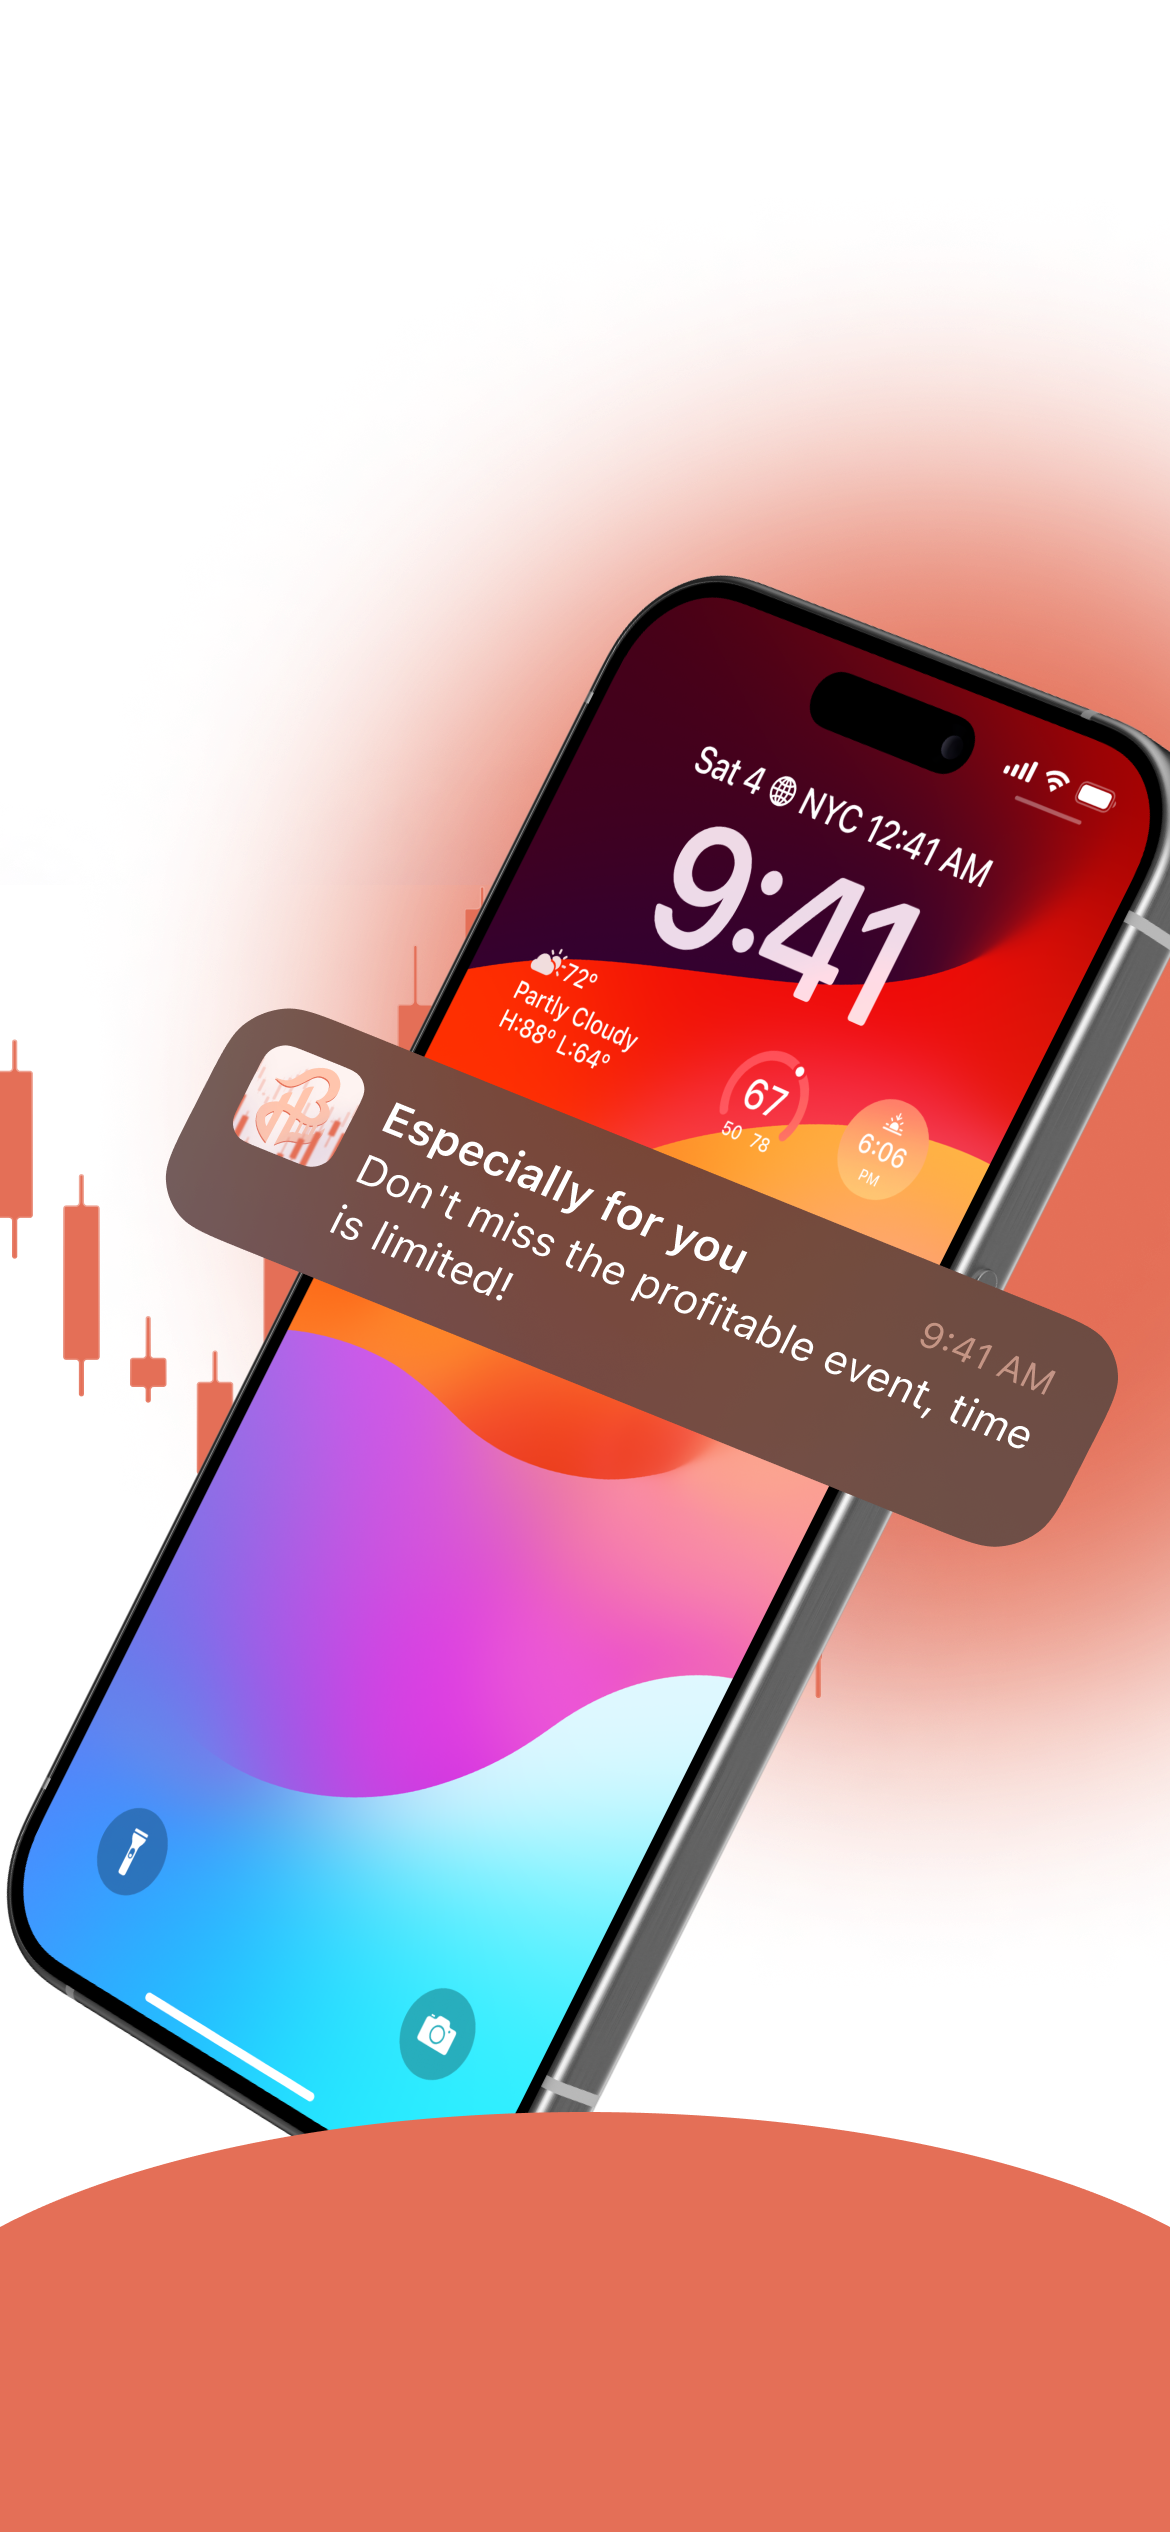 Sat 4 NYC 12:41 AM
9:41
72°
Partly Cloudy
H:88° L:64°
67
50 78
6:06
PM
Especially for you
9:41 AM
Don't miss the profitable event, time
is limited!